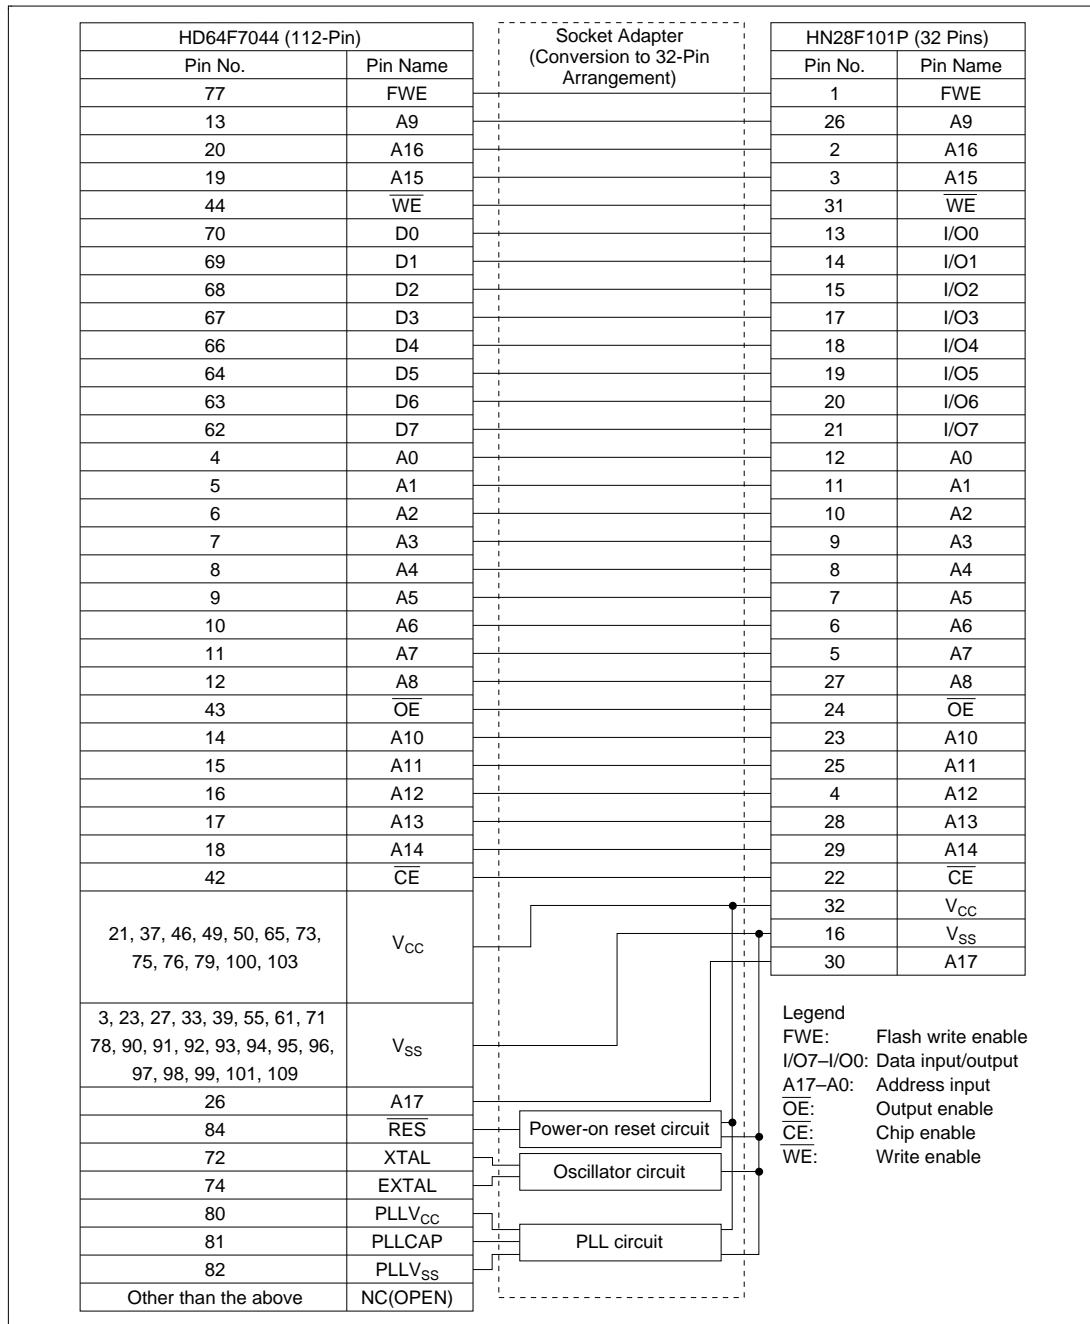 HD64F7044 (112-Pin)
Pin No. Pin Name
77 FWE
13 A9
20 A16
19 A15
44 W̅E̅
70 D0
69 D1
68 D2
67 D3
66 D4
64 D5
63 D6
62 D7
4 A0
5 A1
6 A2
7 A3
8 A4
9 A5
10 A6
11 A7
12 A8
43 O̅E̅
14 A10
15 A11
16 A12
17 A13
18 A14
42 C̅E̅
21, 37, 46, 49, 50, 65, 73,
75, 76, 79, 100, 103
VCC
3, 23, 27, 33, 39, 55, 61, 71
78, 90, 91, 92, 93, 94, 95, 96,
97, 98, 99, 101, 109
VSS
26 A17
84 R̅E̅S̅
72 XTAL
74 EXTAL
80 PLLVCC
81 PLLCAP
82 PLLVSS
Other than the above NC(OPEN)
Socket Adapter
(Conversion to 32-Pin
Arrangement)
Power-on reset circuit
Oscillator circuit
PLL circuit
HN28F101P (32 Pins)
Pin No. Pin Name
1 FWE
26 A9
2 A16
3 A15
31 W̅E̅
13 I/O0
14 I/O1
15 I/O2
17 I/O3
18 I/O4
19 I/O5
20 I/O6
21 I/O7
12 A0
11 A1
10 A2
9 A3
8 A4
7 A5
6 A6
5 A7
27 A8
24 O̅E̅
23 A10
25 A11
4 A12
28 A13
29 A14
22 C̅E̅
32 VCC
16 VSS
30 A17
Legend
FWE: Flash write enable
I/O7–I/O0: Data input/output
A17–A0: Address input
O̅E̅: Output enable
C̅E̅: Chip enable
W̅E̅: Write enable